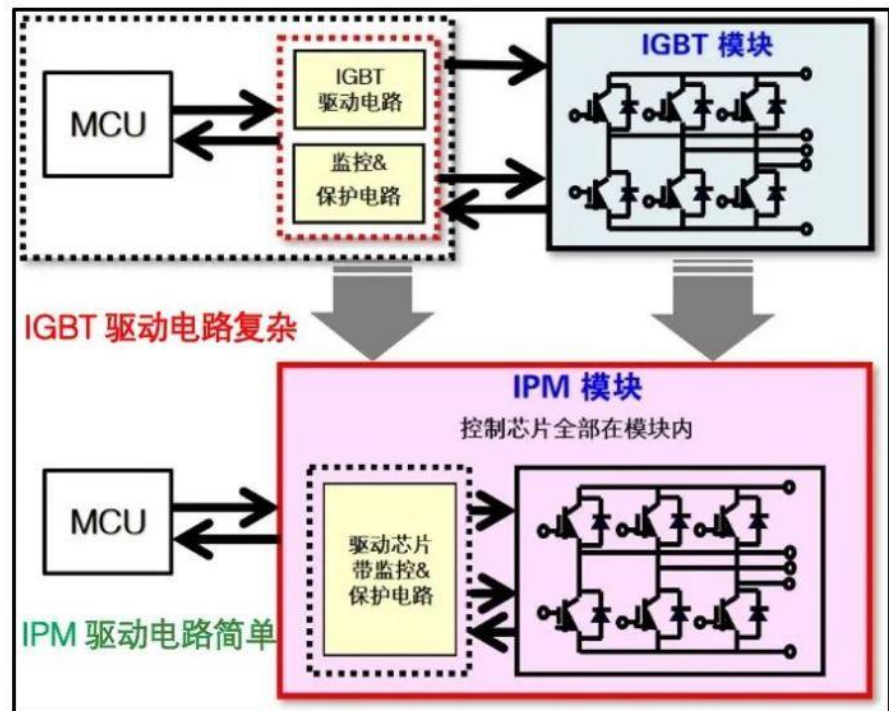 IGBT 模块
IGBT
驱动电路
MCU
监控&
保护电路
IGBT 驱动电路复杂
IPM 模块
控制芯片全部在模块内
MCU
驱动芯片
带监控&
保护电路
IPM 驱动电路简单